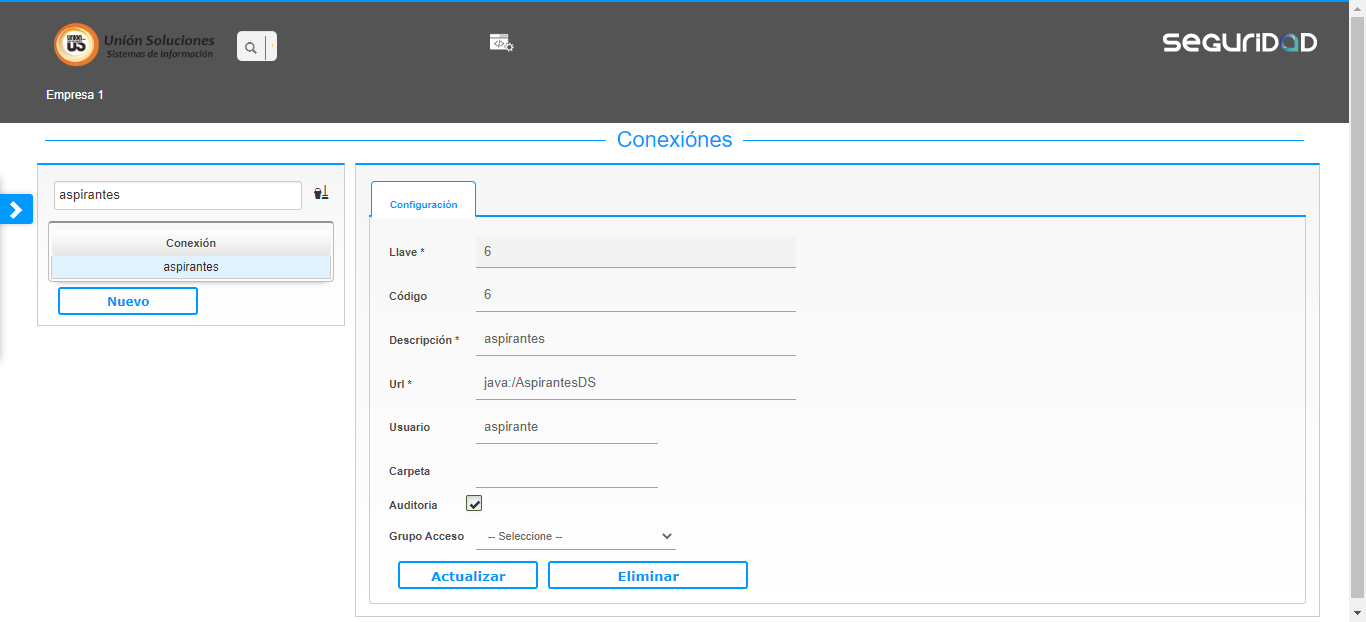 UNION
US
Unión Soluciones
Sistemas de Información
seguridad
Empresa 1
Conexiónes
aspirantes
Conexión
aspirantes
Nuevo
Configuración
Llave * 6
Código 6
Descripción * aspirantes
Url * java:/AspirantesDS
Usuario aspirante
Carpeta
Auditoria
Grupo Acceso -- Seleccione --
Actualizar Eliminar